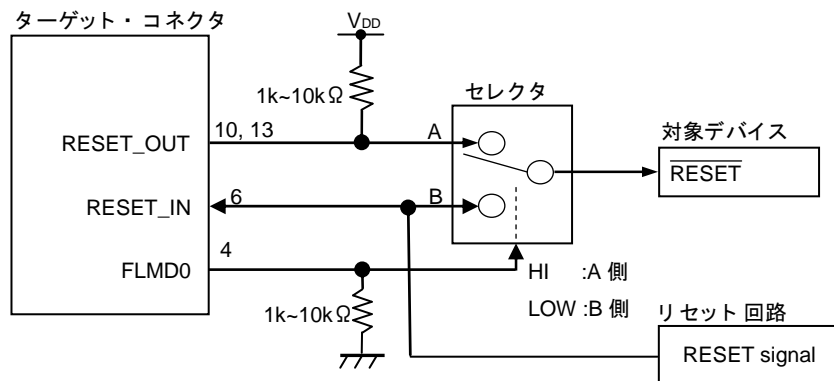 ターゲット・コネクタ
VDD
1k~10kΩ
セレクタ
RESET_OUT
10, 13
A
対象デバイス
RESET
RESET_IN
6
B
FLMD0
4
HI :A 側
LOW :B 側
1k~10kΩ
リセット回路
RESET signal